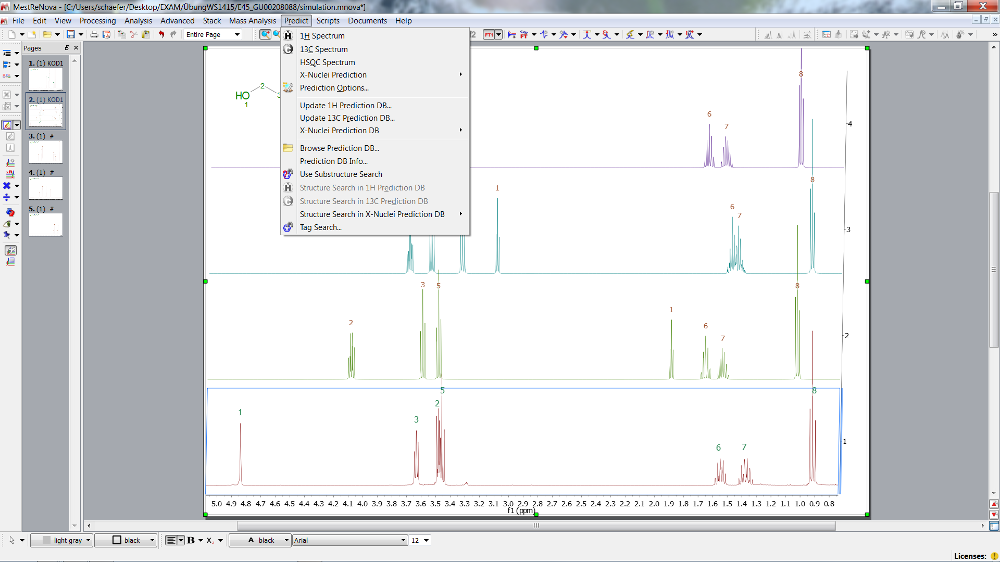 MestReNova - [C:/Users/schaefer/Desktop/EXAM/ÜbungWS1415/E45_GU00208088/simulation.mnova*]
File Edit View Processing Analysis Advanced Stack Mass Analysis Predict Scripts Documents Help
Entire Page
FT1
Pages
1. (1) KOD1
2. (1) KOD1
3. (1) #
4. (1) #
5. (1) #
1H Spectrum
13C Spectrum
HSQC Spectrum
X-Nuclei Prediction
Prediction Options...
Update 1H Prediction DB...
Update 13C Prediction DB...
X-Nuclei Prediction DB
Browse Prediction DB...
Prediction DB Info...
Use Substructure Search
Structure Search in 1H Prediction DB
Structure Search in 13C Prediction DB
Structure Search in X-Nuclei Prediction DB
Tag Search...
HO 1 2 3
6 7 8
4
1 6 7 8
3
2 3 5 1 6 7 8
2
1 3 2 5 6 7 8
1
5.0 4.9 4.8 4.7 4.6 4.5 4.4 4.3 4.2 4.1 4.0 3.9 3.8 3.7 3.6 3.5 3.4 3.3 3.2 3.1 3.0 2.9 2.8 2.7 2.6 2.5 2.4 2.3 2.2 2.1 2.0 1.9 1.8 1.7 1.6 1.5 1.4 1.3 1.2 1.1 1.0 0.9 0.8
f1 (ppm)
light gray black B X₂ A black Arial 12
Licenses: